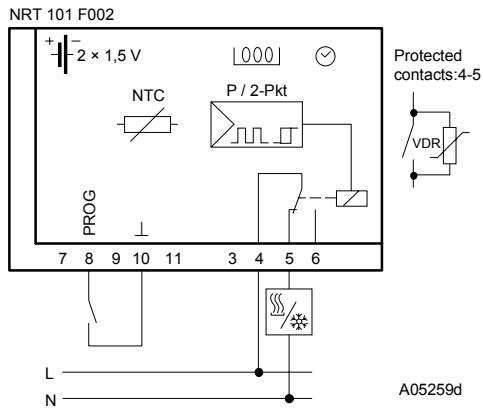 NRT 101 F002
+ − 2 × 1,5 V
000
Protected
contacts:4-5
NTC
P / 2-Pkt
VDR
PROG
7 8 9 10 11 3 4 5 6
L
N
A05259d